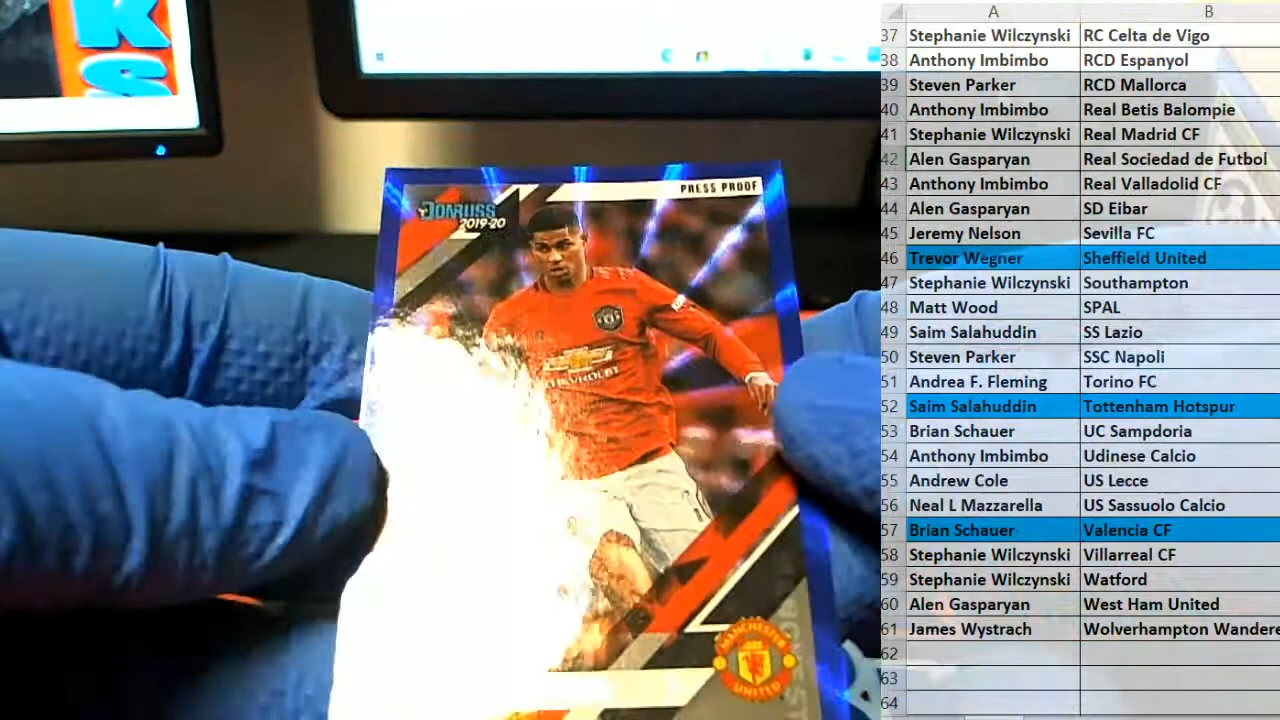 KS
PRESS PROOF
DONRUSS
2019-20
CHEVROLET
MANCHESTER
UNITED
A B
37 Stephanie Wilczynski RC Celta de Vigo
38 Anthony Imbimbo RCD Espanyol
39 Steven Parker RCD Mallorca
40 Anthony Imbimbo Real Betis Balompie
41 Stephanie Wilczynski Real Madrid CF
42 Alen Gasparyan Real Sociedad de Futbol
43 Anthony Imbimbo Real Valladolid CF
44 Alen Gasparyan SD Eibar
45 Jeremy Nelson Sevilla FC
46 Trevor Wegner Sheffield United
47 Stephanie Wilczynski Southampton
48 Matt Wood SPAL
49 Saim Salahuddin SS Lazio
50 Steven Parker SSC Napoli
51 Andrea F. Fleming Torino FC
52 Saim Salahuddin Tottenham Hotspur
53 Brian Schauer UC Sampdoria
54 Anthony Imbimbo Udinese Calcio
55 Andrew Cole US Lecce
56 Neal L Mazzarella US Sassuolo Calcio
57 Brian Schauer Valencia CF
58 Stephanie Wilczynski Villarreal CF
59 Stephanie Wilczynski Watford
60 Alen Gasparyan West Ham United
61 James Wystrach Wolverhampton Wandere
62
63
64